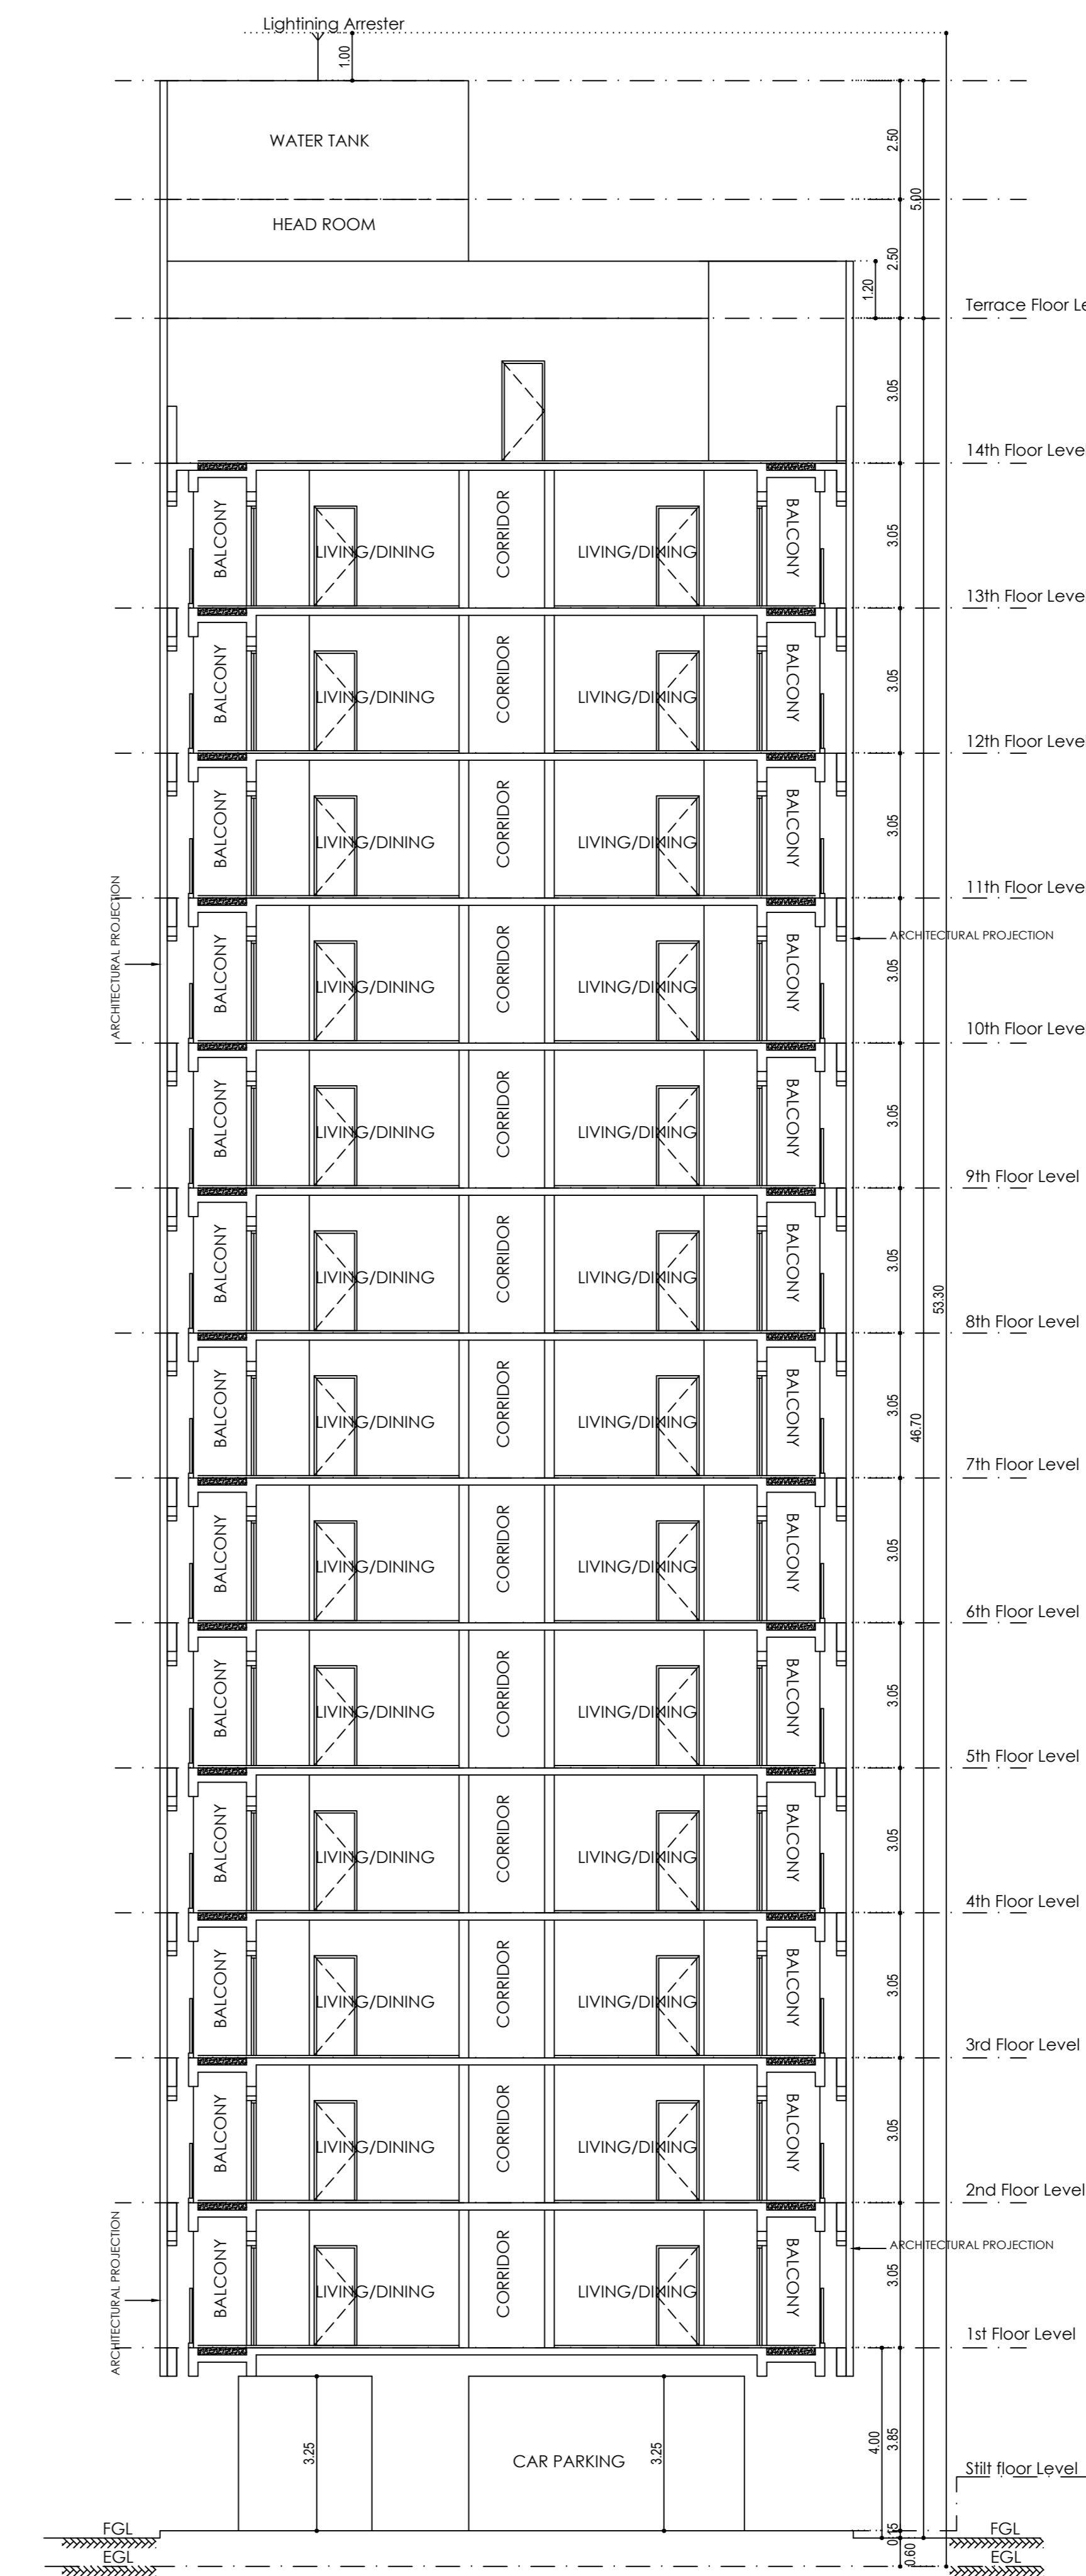 Lightining Arrester
1.00
WATER TANK
2.50
5.00
HEAD ROOM
2.50
1.20
Terrace Floor Le
3.05
14th Floor Leve
BALCONY
LIVING/DINING
CORRIDOR
LIVING/DINING
BALCONY
3.05
13th Floor Leve
BALCONY
LIVING/DINING
CORRIDOR
LIVING/DINING
BALCONY
3.05
12th Floor Leve
BALCONY
LIVING/DINING
CORRIDOR
LIVING/DINING
BALCONY
3.05
11th Floor Leve
ARCHITECTURAL PROJECTION
ARCHITECTURAL PROJECTION
BALCONY
LIVING/DINING
CORRIDOR
LIVING/DINING
BALCONY
3.05
10th Floor Leve
BALCONY
LIVING/DINING
CORRIDOR
LIVING/DINING
BALCONY
3.05
9th Floor Level
BALCONY
LIVING/DINING
CORRIDOR
LIVING/DINING
BALCONY
3.05
53.30
8th Floor Level
BALCONY
LIVING/DINING
CORRIDOR
LIVING/DINING
BALCONY
3.05
46.70
7th Floor Level
BALCONY
LIVING/DINING
CORRIDOR
LIVING/DINING
BALCONY
3.05
6th Floor Level
BALCONY
LIVING/DINING
CORRIDOR
LIVING/DINING
BALCONY
3.05
5th Floor Level
BALCONY
LIVING/DINING
CORRIDOR
LIVING/DINING
BALCONY
3.05
4th Floor Level
BALCONY
LIVING/DINING
CORRIDOR
LIVING/DINING
BALCONY
3.05
3rd Floor Level
BALCONY
LIVING/DINING
CORRIDOR
LIVING/DINING
BALCONY
3.05
2nd Floor Level
ARCHITECTURAL PROJECTION
ARCHITECTURAL PROJECTION
BALCONY
LIVING/DINING
CORRIDOR
LIVING/DINING
BALCONY
3.05
1st Floor Level
3.25
CAR PARKING
3.25
4.00
3.85
Stilt floor Level
FGL
0.15
FGL
EGL
0.60
EGL